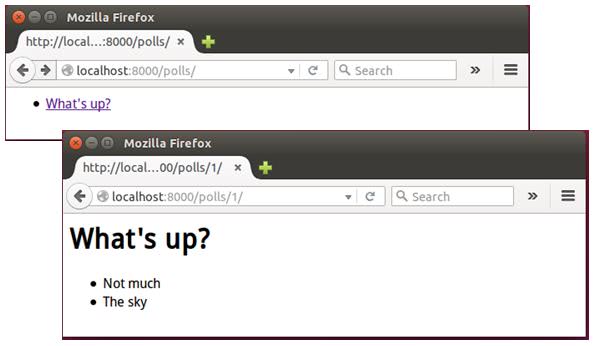 Mozilla Firefox
http://local...:8000/polls/
localhost:8000/polls/
Search
What's up?
Mozilla Firefox
http://local...00/polls/1/
localhost:8000/polls/1/
Search
What's up?
Not much
The sky